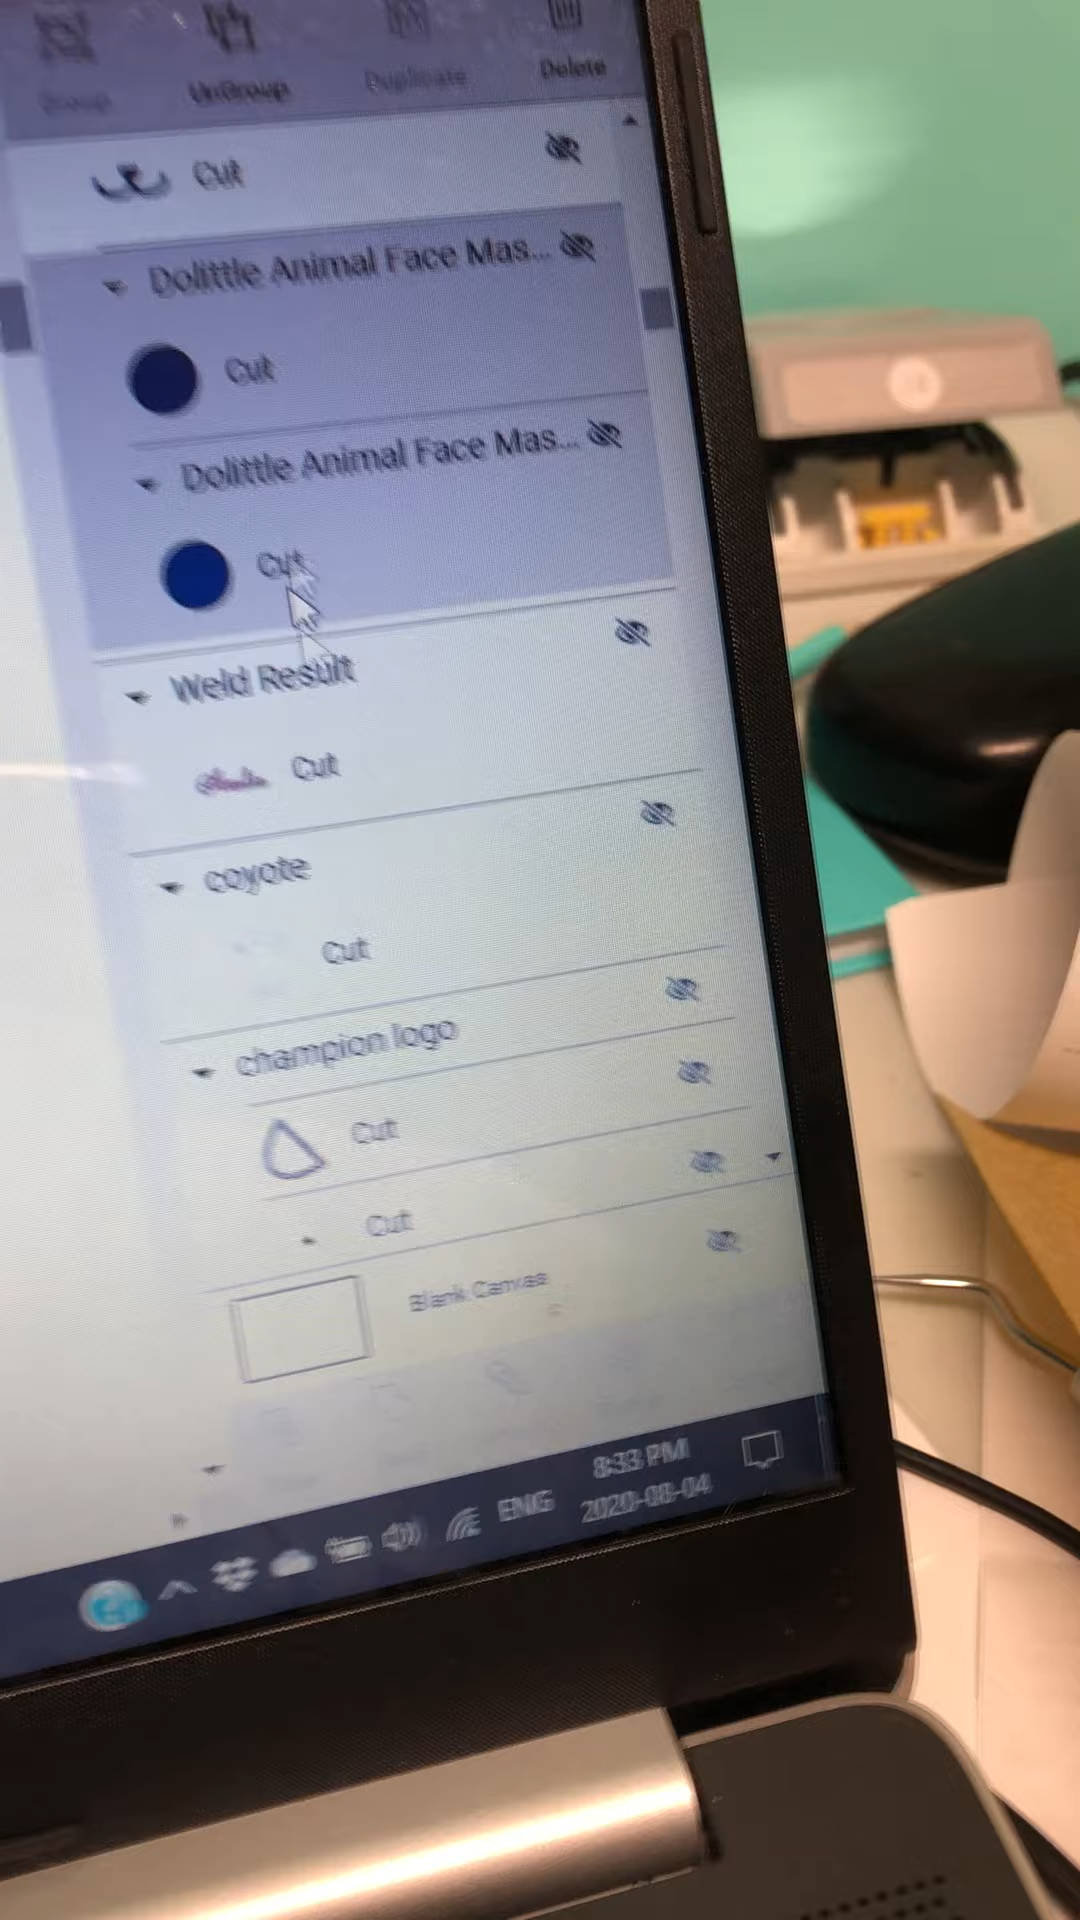 Group UnGroup Duplicate Delete
Cut
Dolittle Animal Face Mas...
Cut
Dolittle Animal Face Mas...
Cut
Weld Result
Cut
coyote
Cut
champion logo
Cut
Cut
Blank Canvas
8:33 PM
ENG
2020-08-04